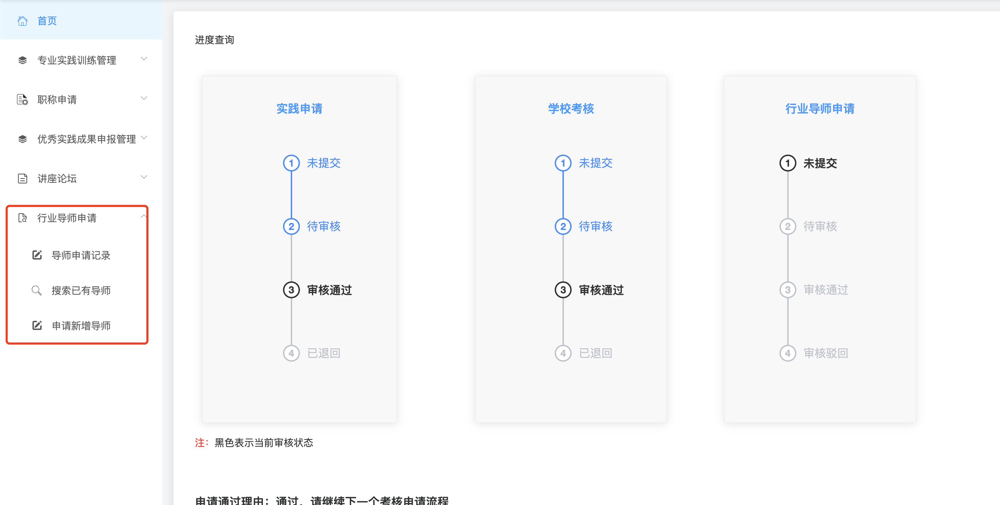 首页
专业实践训练管理
职称申请
优秀实践成果申报管理
讲座论坛
行业导师申请
导师申请记录
搜索已有导师
申请新增导师
进度查询
实践申请
1 未提交
2 待审核
3 审核通过
4 已退回
学校考核
1 未提交
2 待审核
3 审核通过
4 已退回
行业导师申请
1 未提交
2 待审核
3 审核通过
4 审核驳回
注：黑色表示当前审核状态
申请通过理由：通过，请继续下一个考核申请流程